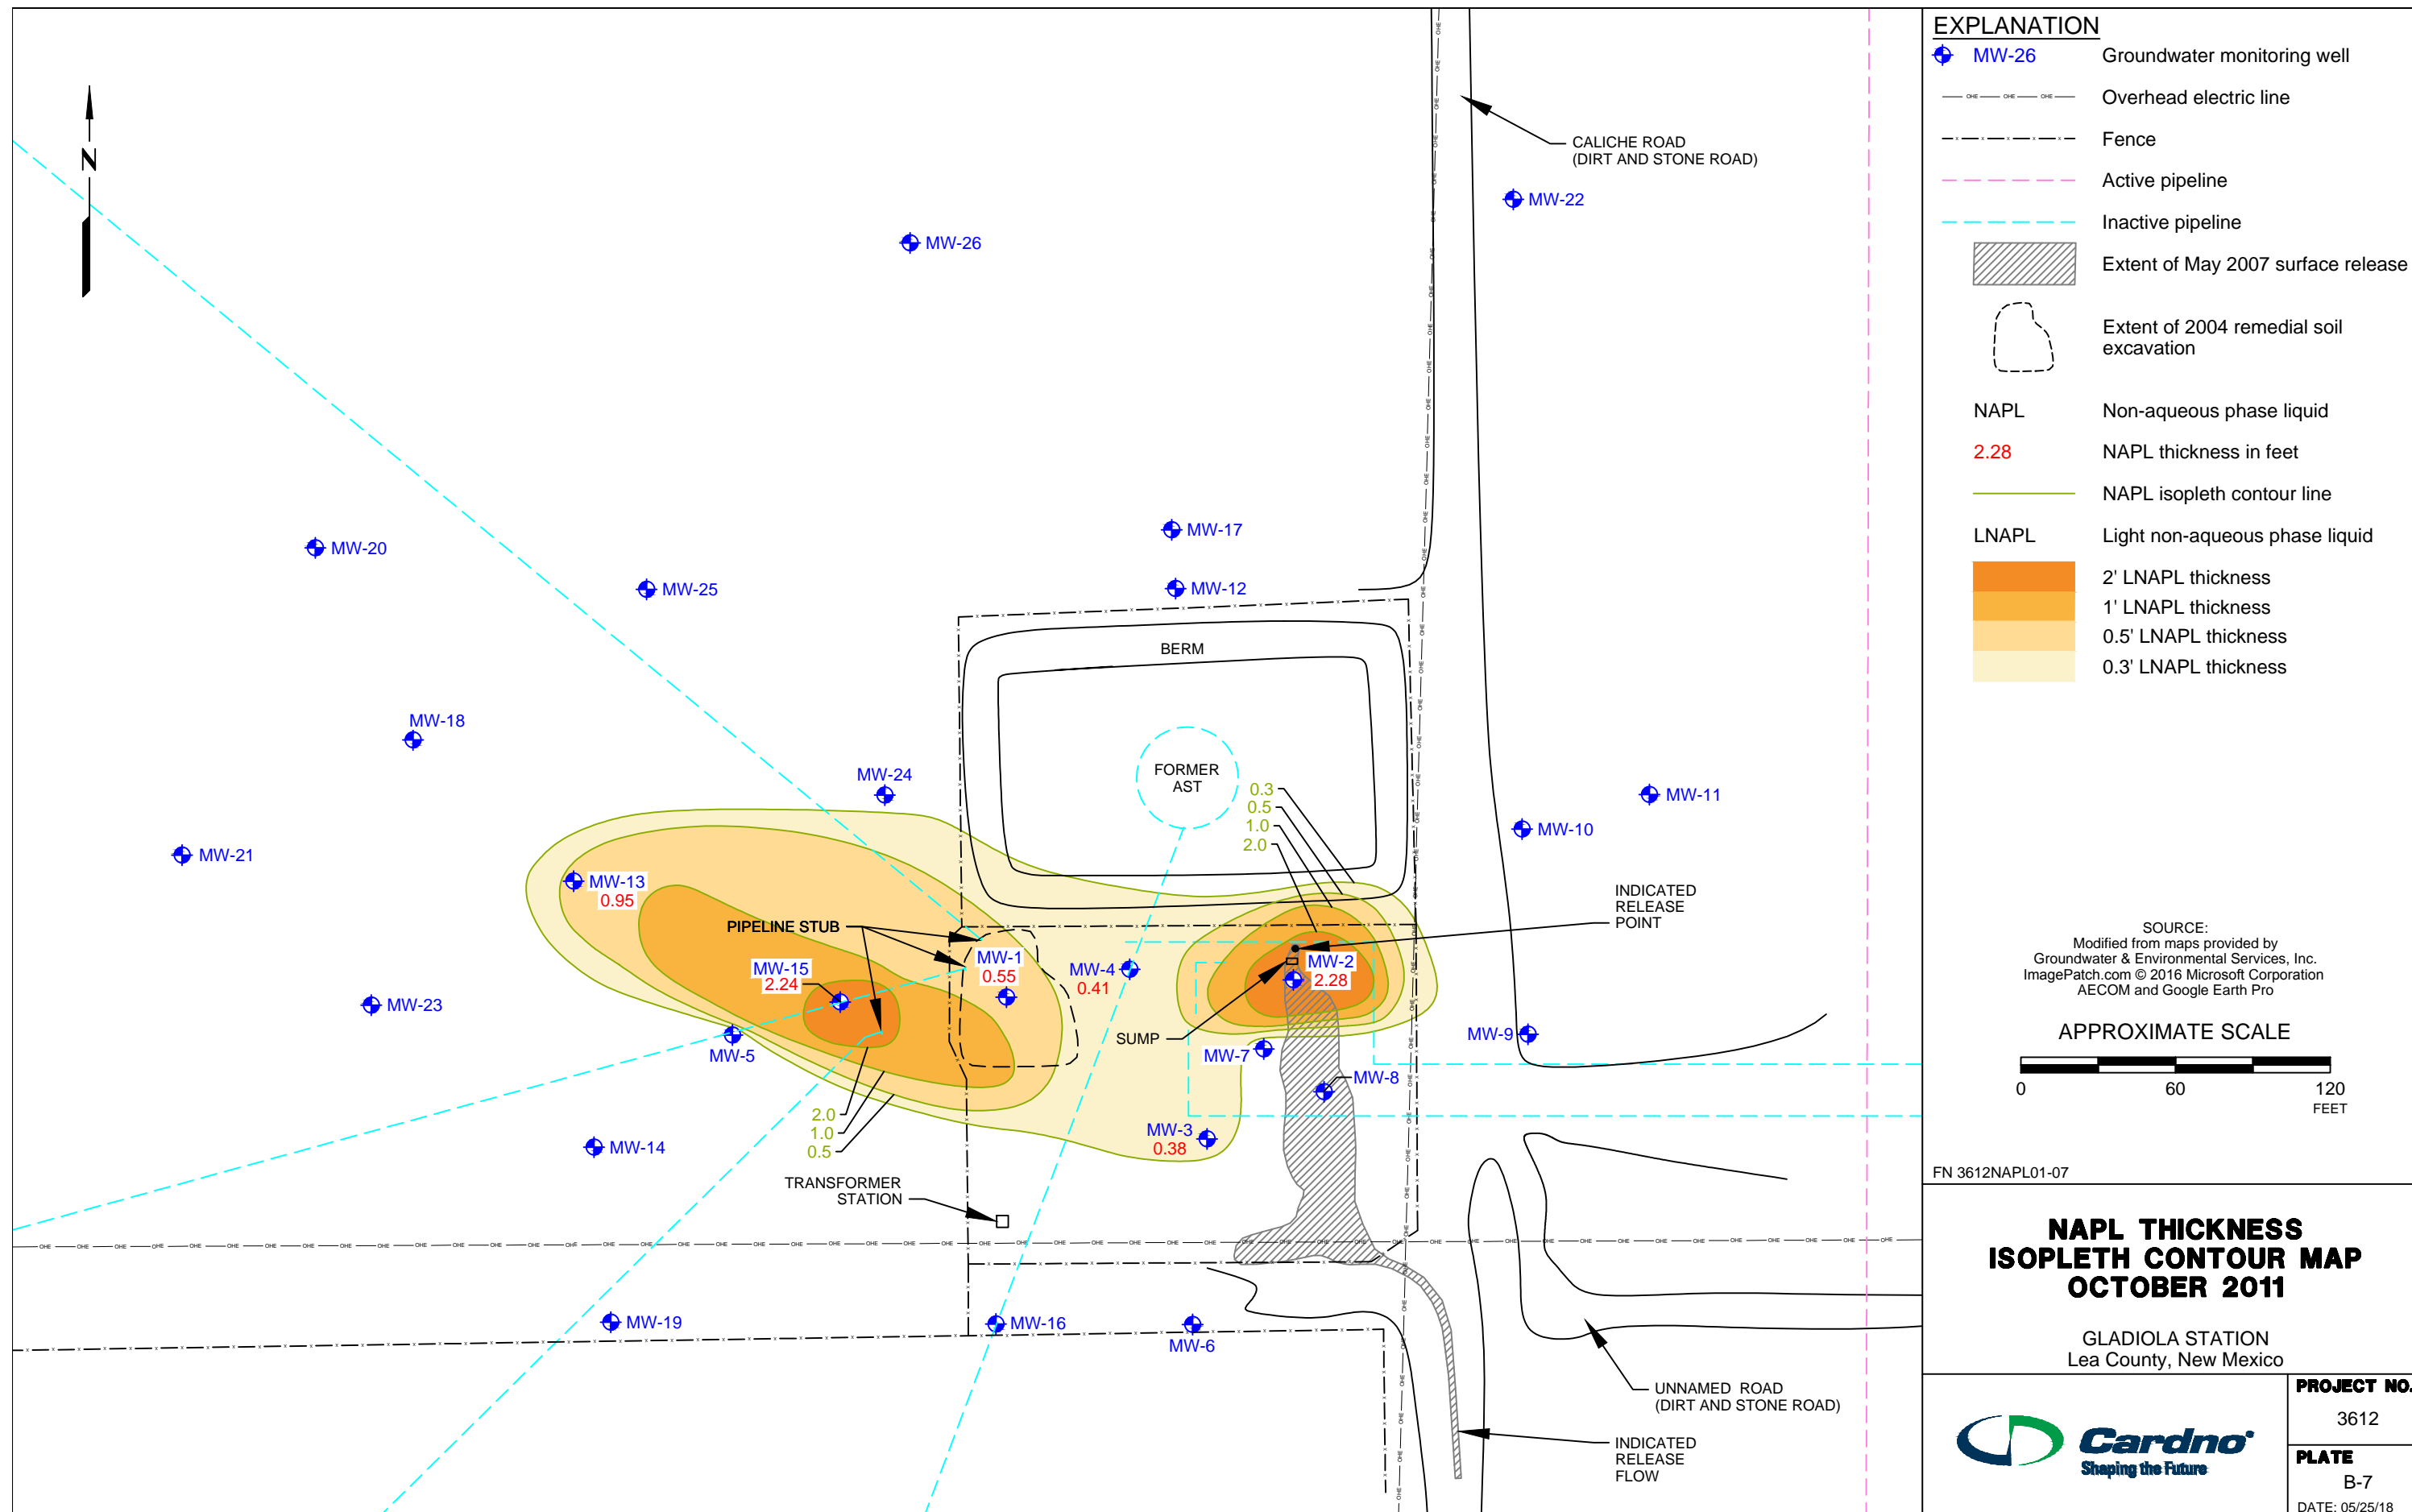 EXPLANATION
MW-26 Groundwater monitoring well
OHE OHE OHE Overhead electric line
Fence
Active pipeline
Inactive pipeline
Extent of May 2007 surface release
Extent of 2004 remedial soil
excavation
NAPL Non-aqueous phase liquid
2.28 NAPL thickness in feet
NAPL isopleth contour line
LNAPL Light non-aqueous phase liquid
2' LNAPL thickness
1' LNAPL thickness
0.5' LNAPL thickness
0.3' LNAPL thickness
N
CALICHE ROAD
(DIRT AND STONE ROAD)
MW-22
MW-26
MW-17
MW-20
MW-25
MW-12
BERM
MW-18
FORMER
AST
MW-24
0.3
0.5
1.0
2.0
MW-11
MW-10
MW-21
MW-13
0.95
INDICATED
RELEASE
POINT
PIPELINE STUB
MW-15
2.24
MW-1
0.55
MW-4
0.41
MW-2
2.28
MW-23
MW-5
SUMP
MW-7
MW-9
MW-8
2.0
1.0
0.5
MW-3
0.38
MW-14
TRANSFORMER
STATION
MW-19
MW-16
MW-6
UNNAMED ROAD
(DIRT AND STONE ROAD)
INDICATED
RELEASE
FLOW
SOURCE:
Modified from maps provided by
Groundwater & Environmental Services, Inc.
ImagePatch.com © 2016 Microsoft Corporation
AECOM and Google Earth Pro
APPROXIMATE SCALE
0 60 120
FEET
FN 3612NAPL01-07
NAPL THICKNESS
ISOPLETH CONTOUR MAP
OCTOBER 2011
GLADIOLA STATION
Lea County, New Mexico
Cardno
Shaping the Future
PROJECT NO.
3612
PLATE
B-7
DATE: 05/25/18